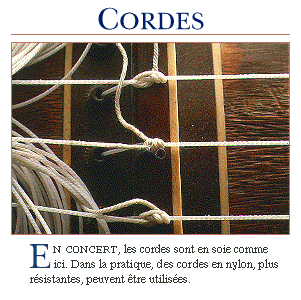 CORDES
EN CONCERT, les cordes sont en soie comme
ici. Dans la pratique, des cordes en nylon, plus
résistantes, peuvent être utilisées.